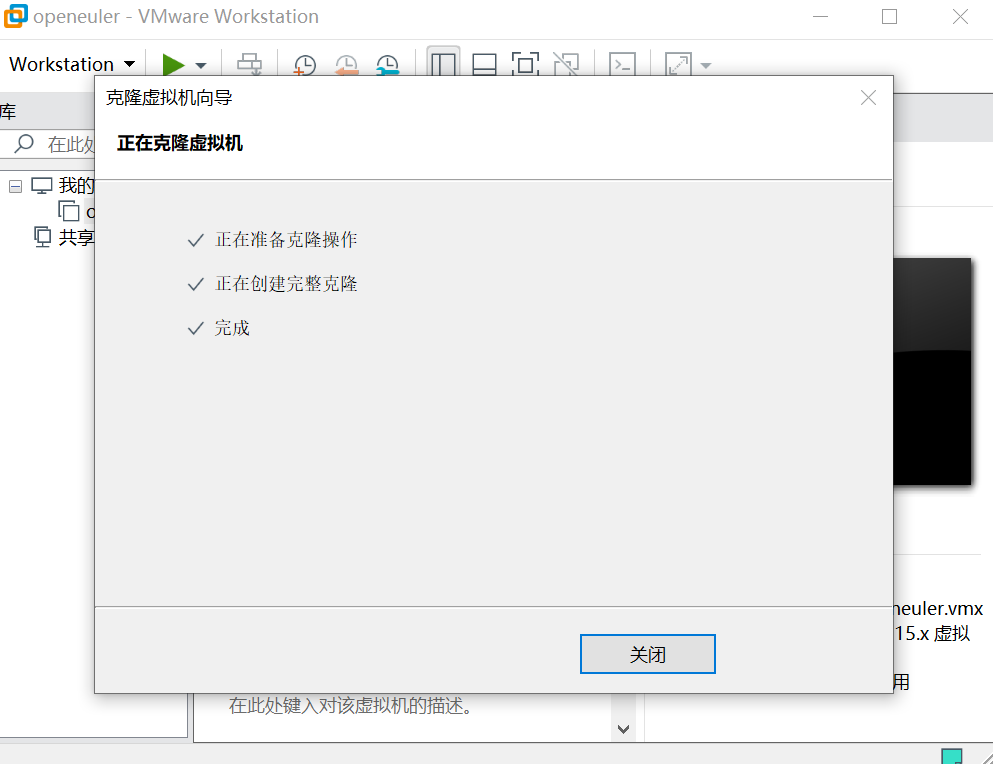 openeuler - VMware Workstation
Workstation
库
在此处
我的
共享
克隆虚拟机向导
正在克隆虚拟机
正在准备克隆操作
正在创建完整克隆
完成
关闭
neuler.vmx
15.x 虚拟
用
在此处键入对该虚拟机的描述。